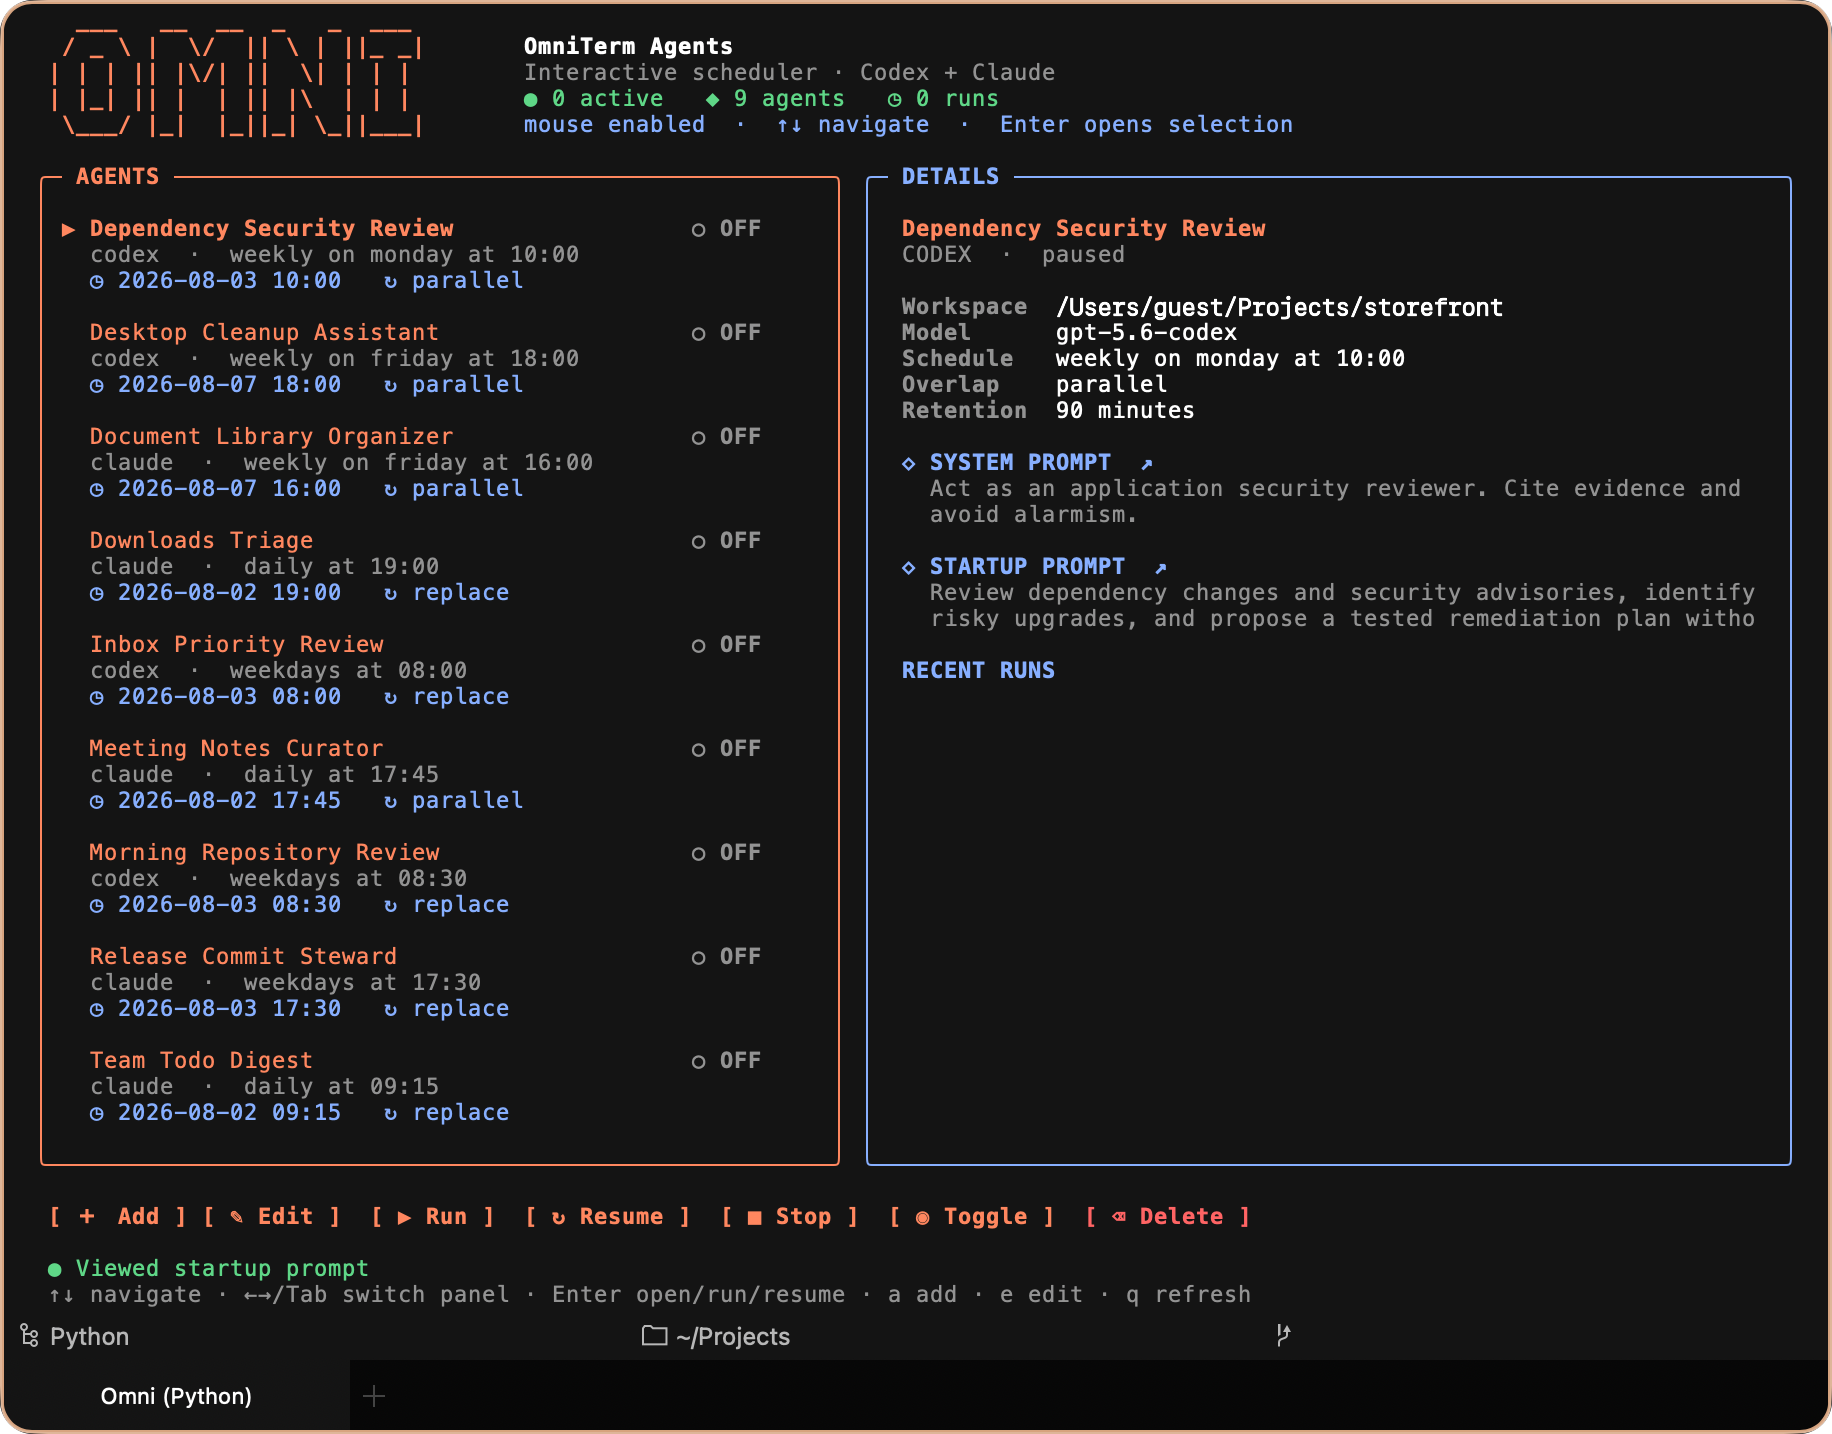 OMNI
OmniTerm Agents
Interactive scheduler · Codex + Claude
● 0 active ◆ 9 agents ◷ 0 runs
mouse enabled · ↑↓ navigate · Enter opens selection
AGENTS
▶ Dependency Security Review ○ OFF
codex · weekly on monday at 10:00
◷ 2026-08-03 10:00 ↻ parallel
Desktop Cleanup Assistant ○ OFF
codex · weekly on friday at 18:00
◷ 2026-08-07 18:00 ↻ parallel
Document Library Organizer ○ OFF
claude · weekly on friday at 16:00
◷ 2026-08-07 16:00 ↻ parallel
Downloads Triage ○ OFF
claude · daily at 19:00
◷ 2026-08-02 19:00 ↻ replace
Inbox Priority Review ○ OFF
codex · weekdays at 08:00
◷ 2026-08-03 08:00 ↻ replace
Meeting Notes Curator ○ OFF
claude · daily at 17:45
◷ 2026-08-02 17:45 ↻ parallel
Morning Repository Review ○ OFF
codex · weekdays at 08:30
◷ 2026-08-03 08:30 ↻ replace
Release Commit Steward ○ OFF
claude · weekdays at 17:30
◷ 2026-08-03 17:30 ↻ replace
Team Todo Digest ○ OFF
claude · daily at 09:15
◷ 2026-08-02 09:15 ↻ replace
DETAILS
Dependency Security Review
CODEX · paused
Workspace /Users/guest/Projects/storefront
Model gpt-5.6-codex
Schedule weekly on monday at 10:00
Overlap parallel
Retention 90 minutes
◇ SYSTEM PROMPT ↗
Act as an application security reviewer. Cite evidence and
avoid alarmism.
◇ STARTUP PROMPT ↗
Review dependency changes and security advisories, identify
risky upgrades, and propose a tested remediation plan witho
RECENT RUNS
[ + Add ] [ ✎ Edit ] [ ▶ Run ] [ ↻ Resume ] [ ■ Stop ] [ ◉ Toggle ] [ ⌫ Delete ]
● Viewed startup prompt
↑↓ navigate · ←→/Tab switch panel · Enter open/run/resume · a add · e edit · q refresh
Python ~/Projects
Omni (Python) +